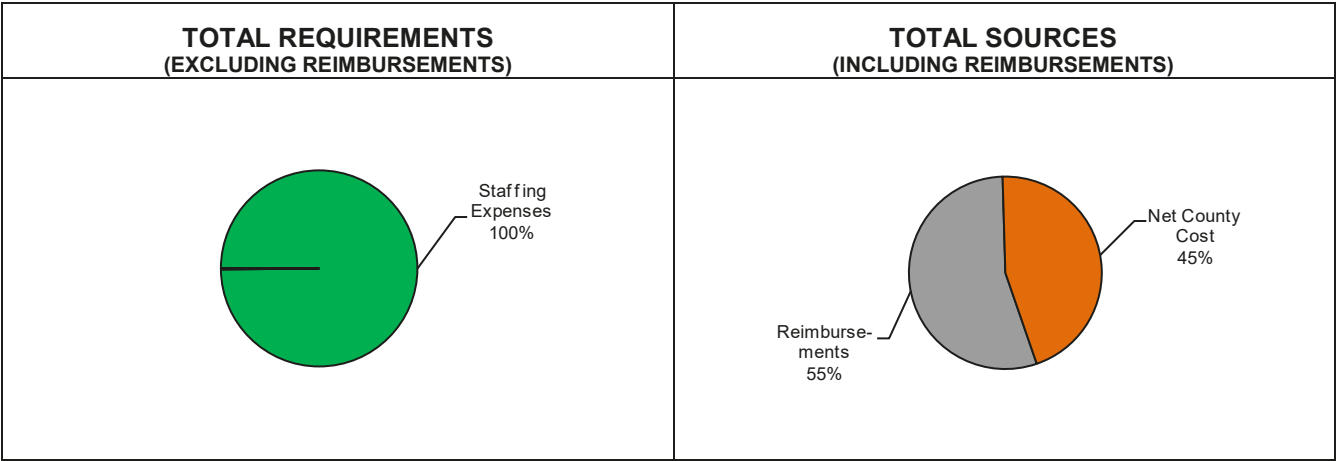 TOTAL REQUIREMENTS
(EXCLUDING REIMBURSEMENTS)
Staffing
Expenses
100%
TOTAL SOURCES
(INCLUDING REIMBURSEMENTS)
Net County
Cost
45%
Reimburse-
ments
55%